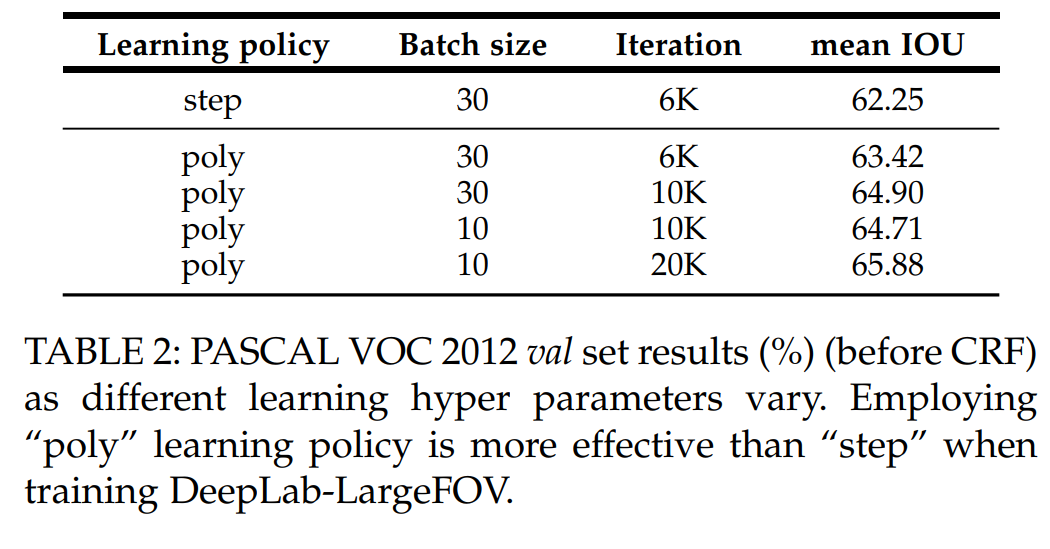 Learning policy Batch size Iteration mean IOU
step 30 6K 62.25
poly 30 6K 63.42
poly 30 10K 64.90
poly 10 10K 64.71
poly 10 20K 65.88
TABLE 2: PASCAL VOC 2012 val set results (%) (before CRF)
as different learning hyper parameters vary. Employing
“poly” learning policy is more effective than “step” when
training DeepLab-LargeFOV.